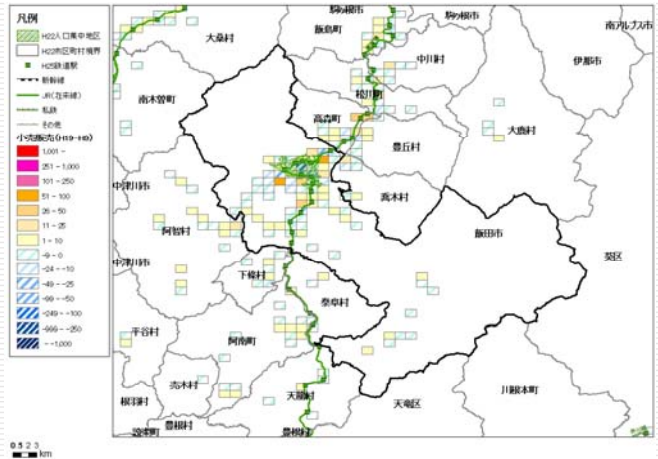 凡例
H22人口集中地区
H22市区町村境界
H25鉄道駅
新幹線
JR(在来線)
私鉄
その他
小売販売(H19-H9)
1,001 -
251 - 1,000
101 - 250
51 - 100
26 - 50
11 - 25
1 - 10
-9 - 0
-24 - -10
-49 - -25
-99 - -50
-249 - -100
-999 - -250
- -1,000
駒ヶ根市
駒ヶ根市
南アルプス市
大桑村
飯島町
中川村
伊那市
南木曽町
松川町
高森町
大鹿村
豊丘村
中津川市
喬木村
阿智村
飯田市
葵区
中津川市
下條村
泰阜村
平谷村
阿南町
売木村
川根本町
根羽村
天龍村
天竜区
豊根村
設楽町
豊根村
0.5 2 3
km